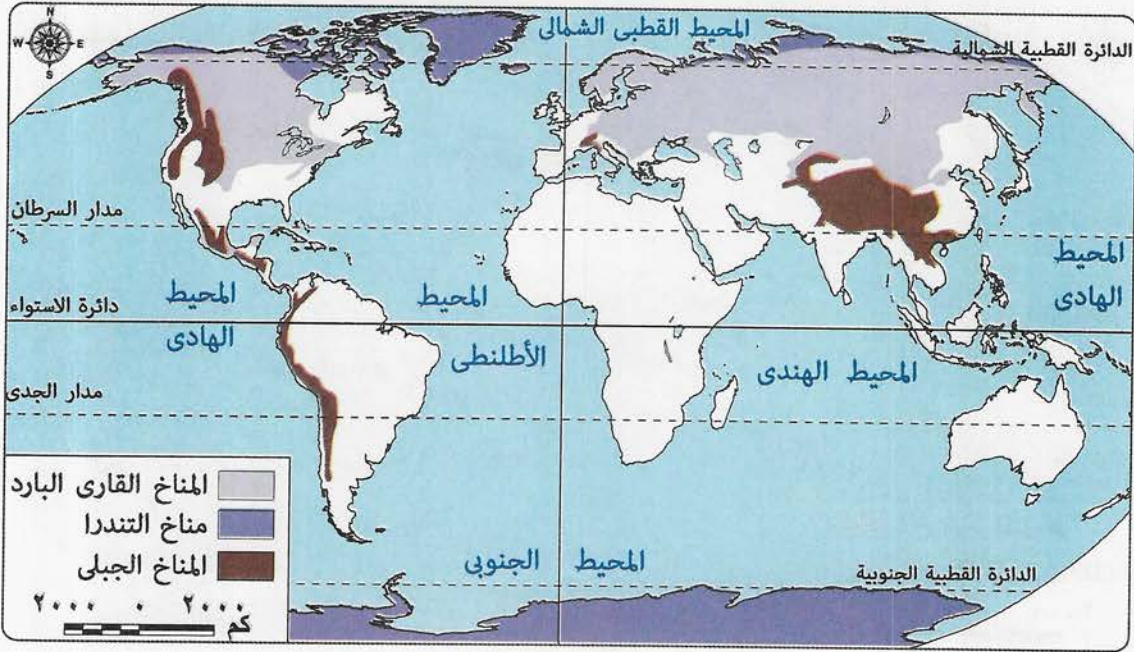 N
W E
S
المحيط القطبى الشمالى
الدائرة القطبية الشمالية
مدار السرطان
المحيط
الهادى
دائرة الاستواء
المحيط
الهادى
المحيط
الأطلنطى
المحيط الهندى
مدار الجدى
المناخ القارى البارد
مناخ التندرا
المناخ الجبلى
٢٠٠٠ ٠ ٢٠٠٠
كم
المحيط الجنوبى
الدائرة القطبية الجنوبية